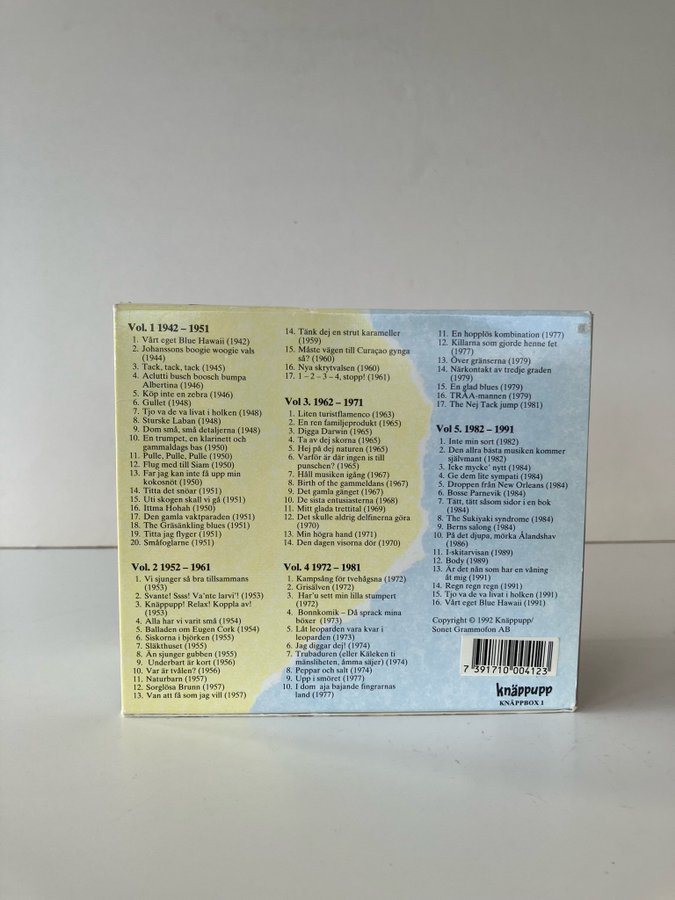 Vol. 1 1942 – 1951
1. Vårt eget Blue Hawaii (1942)
2. Johanssons boogie woogie vals
(1944)
3. Tack, tack, tack (1945)
4. Aclutti busch boosch bumpa
Albertina (1946)
5. Köp inte en zebra (1946)
6. Gullet (1948)
7. Tjo va de va livat i holken (1948)
8. Sturske Laban (1948)
9. Dom små, små detaljerna (1948)
10. En trumpet, en klarinett och
gammaldags bas (1950)
11. Pulle, Pulle, Pulle (1950)
12. Flug med till Siam (1950)
13. Far jag kan inte få upp min
kokosnöt (1950)
14. Titta det snöar (1951)
15. Uti skogen skall vi gå (1951)
16. Ittma Hohah (1950)
17. Den gamla vaktparaden (1951)
18. The Gräsänkling blues (1951)
19. Titta jag flyger (1951)
20. Småfoglarne (1951)
Vol. 2 1952 – 1961
1. Vi sjunger så bra tillsammans
(1953)
2. Svante! Ssss! Va'nte larvi'! (1953)
3. Knäppupp! Relax! Koppla av!
(1953)
4. Alla har vi varit små (1954)
5. Balladen om Eugen Cork (1954)
6. Siskorna i björken (1955)
7. Släkthuset (1955)
8. Än sjunger gubben (1955)
9. Underbart är kort (1956)
10. Var är tvålen? (1956)
11. Naturbarn (1957)
12. Sorglösa Brunn (1957)
13. Van att få som jag vill (1957)
14. Tänk dej en strut karameller
(1959)
15. Måste vägen till Curaçao gynga
så? (1960)
16. Nya skrytvalsen (1960)
17. 1 – 2 – 3 – 4, stopp! (1961)
Vol 3. 1962 – 1971
1. Liten turistflamenco (1963)
2. En ren familjeprodukt (1965)
3. Digga Darwin (1965)
4. Ta av dej skorna (1965)
5. Hej på dej naturen (1965)
6. Varför är där ingen is till
punschen? (1965)
7. Håll musiken igång (1967)
8. Birth of the gammeldans (1967)
9. Det gamla gänget (1967)
10. De sista entusiasterna (1968)
11. Mitt glada trettital (1969)
12. Det skulle aldrig delfinerna göra
(1970)
13. Min högra hand (1971)
14. Den dagen visorna dör (1970)
Vol. 4 1972 – 1981
1. Kampsång för tvehågsna (1972)
2. Grisälven (1972)
3. Har'u sett min lilla stumpert
(1972)
4. Bonnkomik – Då sprack mina
böxer (1973)
5. Låt leoparden vara kvar i
leoparden (1973)
6. Jag diggar dej! (1974)
7. Trubaduren (eller Käleken ti
mänsliheten, åmma säjer) (1974)
8. Peppar och salt (1974)
9. Upp i smöret (1977)
10. I dom aja bajande fingrarnas
land (1977)
11. En hopplös kombination (1977)
12. Killarna som gjorde henne fet
(1977)
13. Över gränserna (1979)
14. Närkontakt av tredje graden
(1979)
15. En glad blues (1979)
16. TRÄA-mannen (1979)
17. The Nej Tack jump (1981)
Vol 5. 1982 – 1991
1. Inte min sort (1982)
2. Den allra bästa musiken kommer
självmant (1982)
3. Icke mycke' nytt (1984)
4. Ge dem lite sympati (1984)
5. Droppen från New Orleans (1984)
6. Bosse Parnevik (1984)
7. Tätt, tätt såsom sidor i en bok
(1984)
8. The Sukiyaki syndrome (1984)
9. Berns salong (1984)
10. På det djupa, mörka Ålandshav
(1986)
11. I-skitarvisan (1989)
12. Body (1989)
13. Är det nån som har en våning
åt mig (1991)
14. Regn regn regn (1991)
15. Tjo va de va livat i holken (1991)
16. Vårt eget Blue Hawaii (1991)
Copyright © 1992 Knäppupp/
Sonet Grammofon AB
7 391710 004123
knäppupp
KNÄPPBOX 1